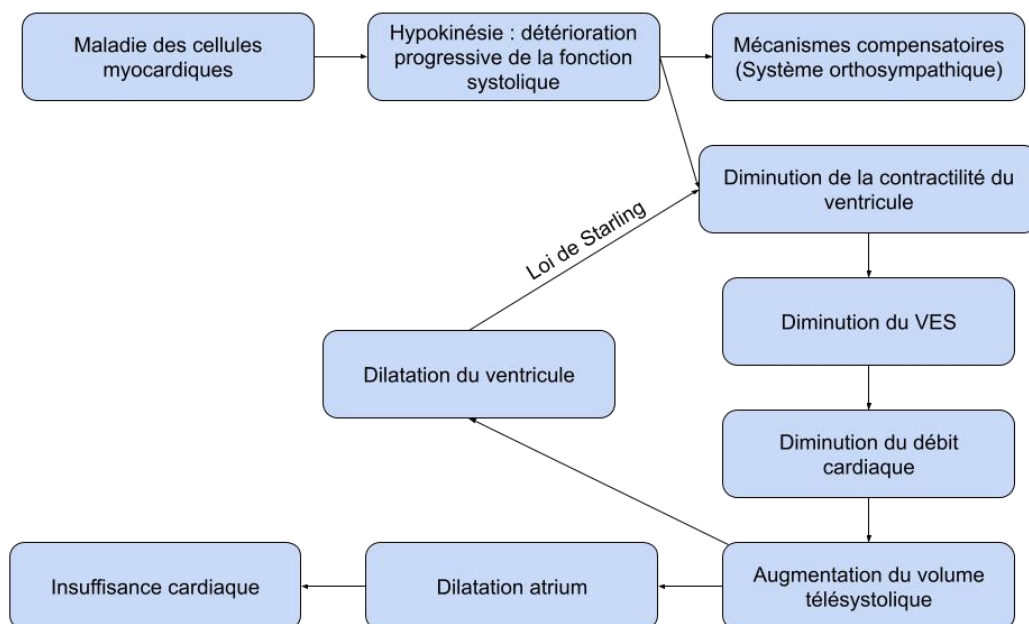 Maladie des cellules
myocardiques
Hypokinésie : détérioration
progressive de la fonction
systolique
Mécanismes compensatoires
(Système orthosympathique)
Diminution de la contractilité du
ventricule
Loi de Starling
Diminution du VES
Dilatation du ventricule
Diminution du débit
cardiaque
Augmentation du volume
télésystolique
Dilatation atrium
Insuffisance cardiaque